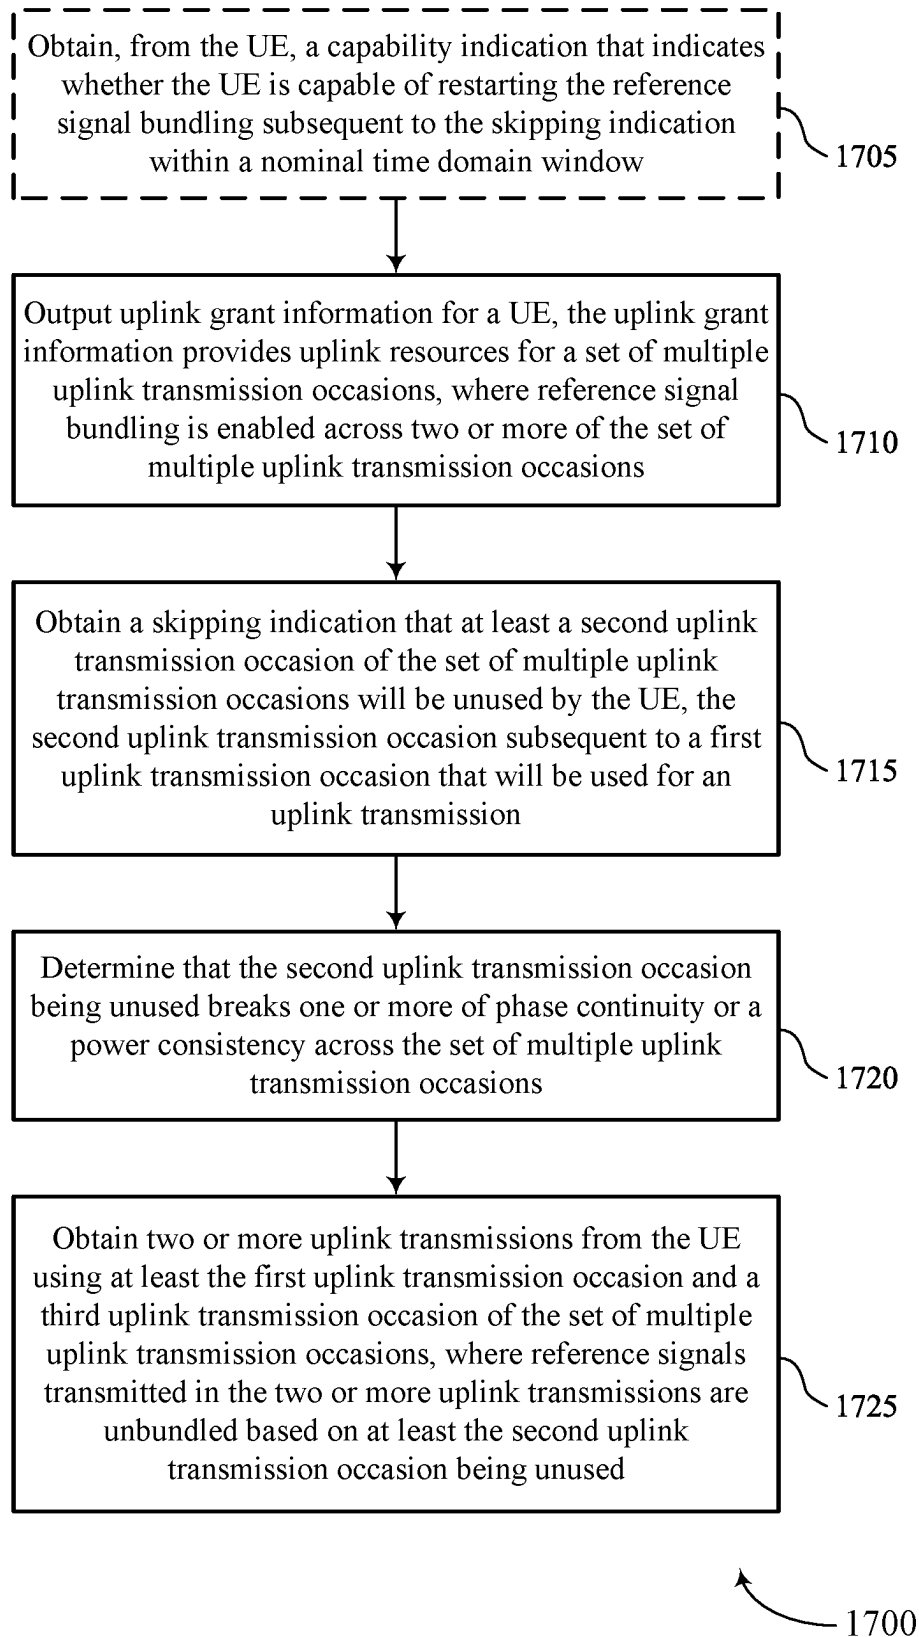 Obtain, from the UE, a capability indication that indicates
whether the UE is capable of restarting the reference
signal bundling subsequent to the skipping indication
within a nominal time domain window
1705
Output uplink grant information for a UE, the uplink grant
information provides uplink resources for a set of multiple
uplink transmission occasions, where reference signal
bundling is enabled across two or more of the set of
multiple uplink transmission occasions
1710
Obtain a skipping indication that at least a second uplink
transmission occasion of the set of multiple uplink
transmission occasions will be unused by the UE, the
second uplink transmission occasion subsequent to a first
uplink transmission occasion that will be used for an
uplink transmission
1715
Determine that the second uplink transmission occasion
being unused breaks one or more of phase continuity or a
power consistency across the set of multiple uplink
transmission occasions
1720
Obtain two or more uplink transmissions from the UE
using at least the first uplink transmission occasion and a
third uplink transmission occasion of the set of multiple
uplink transmission occasions, where reference signals
transmitted in the two or more uplink transmissions are
unbundled based on at least the second uplink
transmission occasion being unused
1725
1700